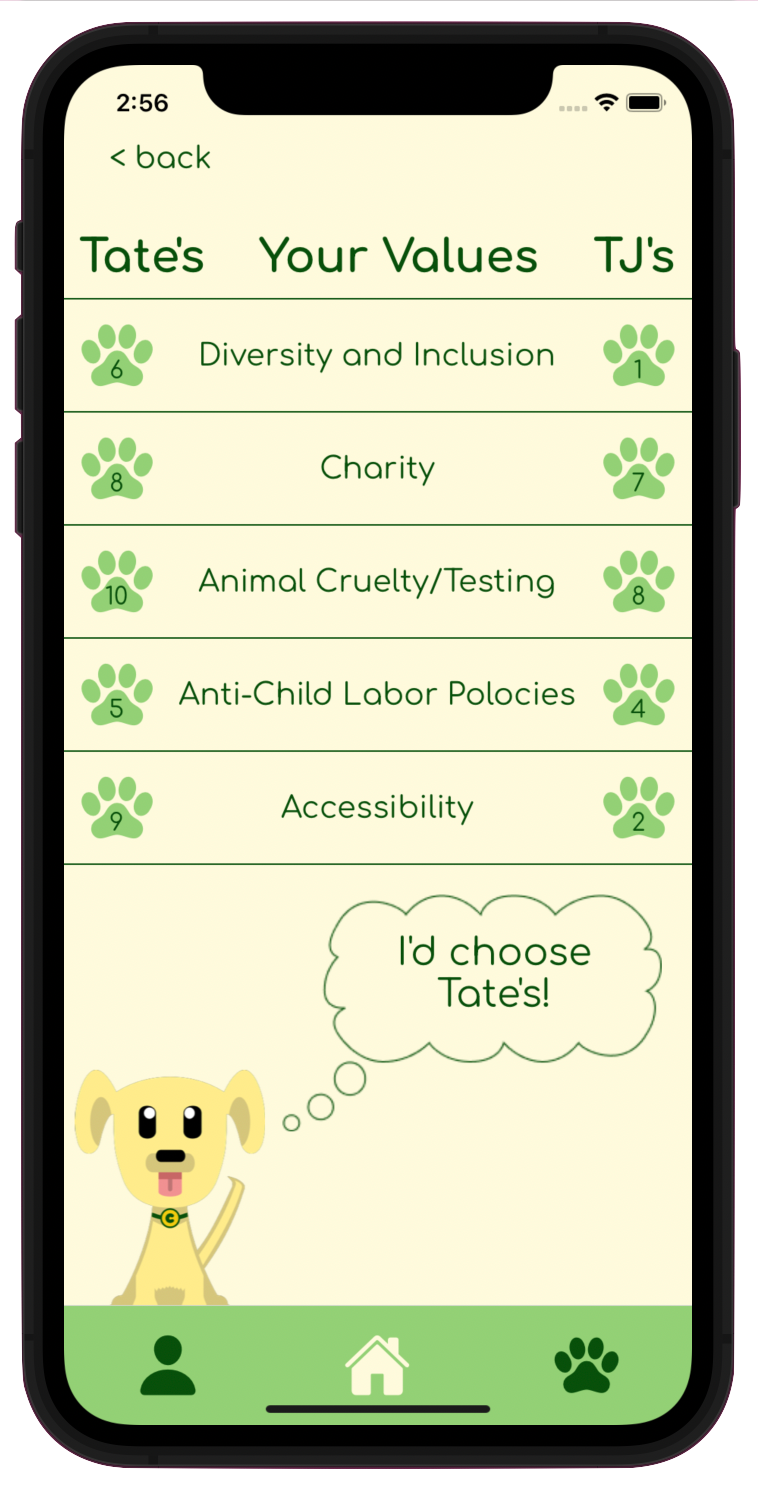 2:56
< back
Tate's Your Values TJ's
6 Diversity and Inclusion 1
8 Charity 7
10 Animal Cruelty/Testing 8
5 Anti-Child Labor Polocies 4
9 Accessibility 2
I'd choose
Tate's!
C